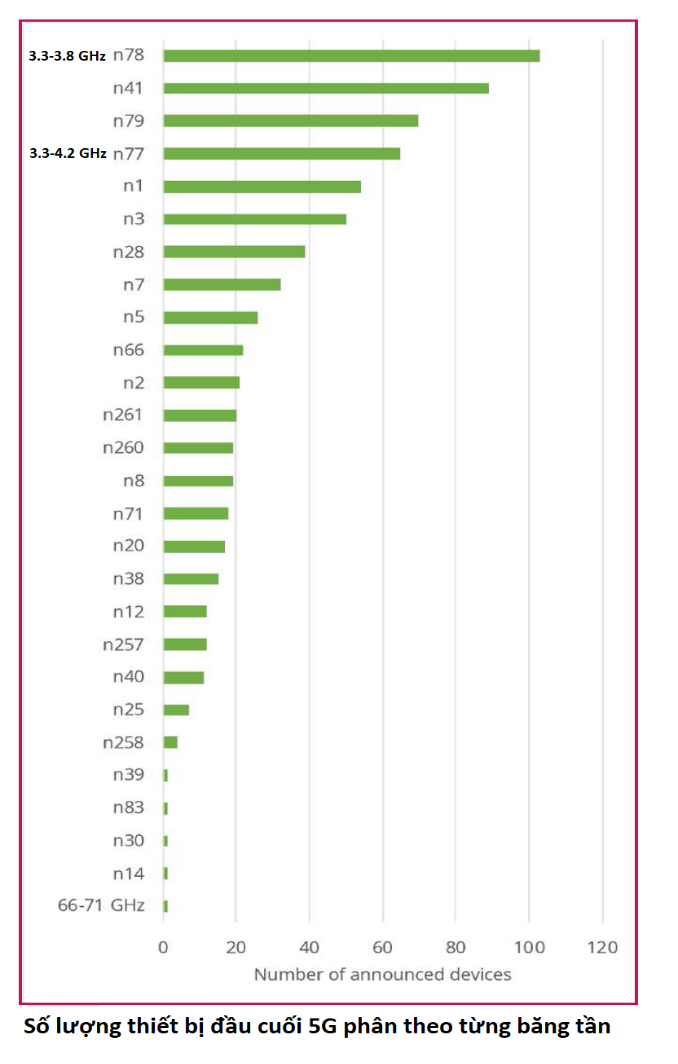 3.3-3.8 GHz n78
n41
n79
3.3-4.2 GHz n77
n1
n3
n28
n7
n5
n66
n2
n261
n260
n8
n71
n20
n38
n12
n257
n40
n25
n258
n39
n83
n30
n14
66-71 GHz
0 20 40 60 80 100 120
Number of announced devices
Số lượng thiết bị đầu cuối 5G phân theo từng băng tần